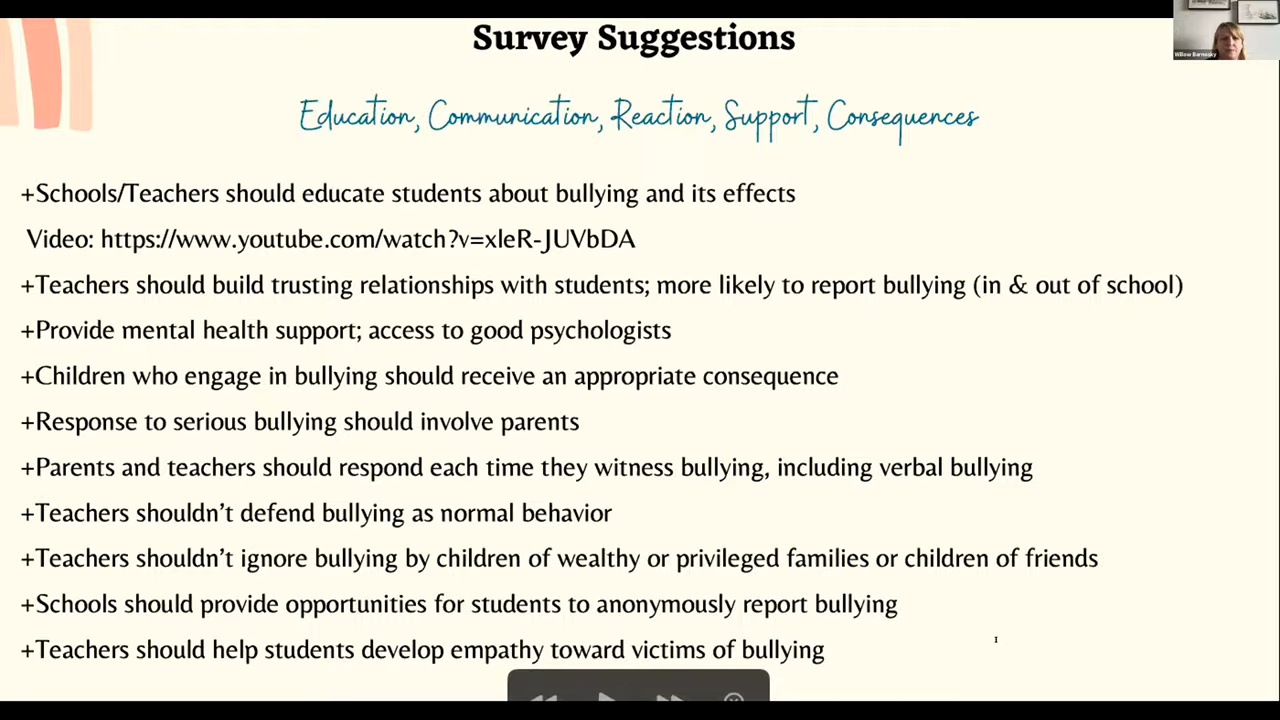 Survey Suggestions
Willow Barnosky
Education, Communication, Reaction, Support, Consequences
+Schools/Teachers should educate students about bullying and its effects
Video: https://www.youtube.com/watch?v=xleR-JUVbDA
+Teachers should build trusting relationships with students; more likely to report bullying (in & out of school)
+Provide mental health support; access to good psychologists
+Children who engage in bullying should receive an appropriate consequence
+Response to serious bullying should involve parents
+Parents and teachers should respond each time they witness bullying, including verbal bullying
+Teachers shouldn’t defend bullying as normal behavior
+Teachers shouldn’t ignore bullying by children of wealthy or privileged families or children of friends
+Schools should provide opportunities for students to anonymously report bullying
+Teachers should help students develop empathy toward victims of bullying